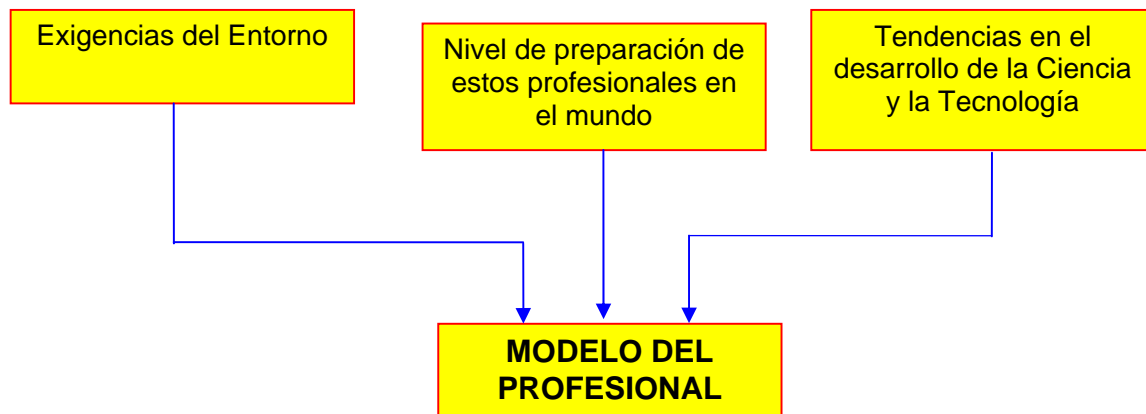 Exigencias del Entorno
Nivel de preparación de
estos profesionales en
el mundo
Tendencias en el
desarrollo de la Ciencia
y la Tecnología
MODELO DEL
PROFESIONAL